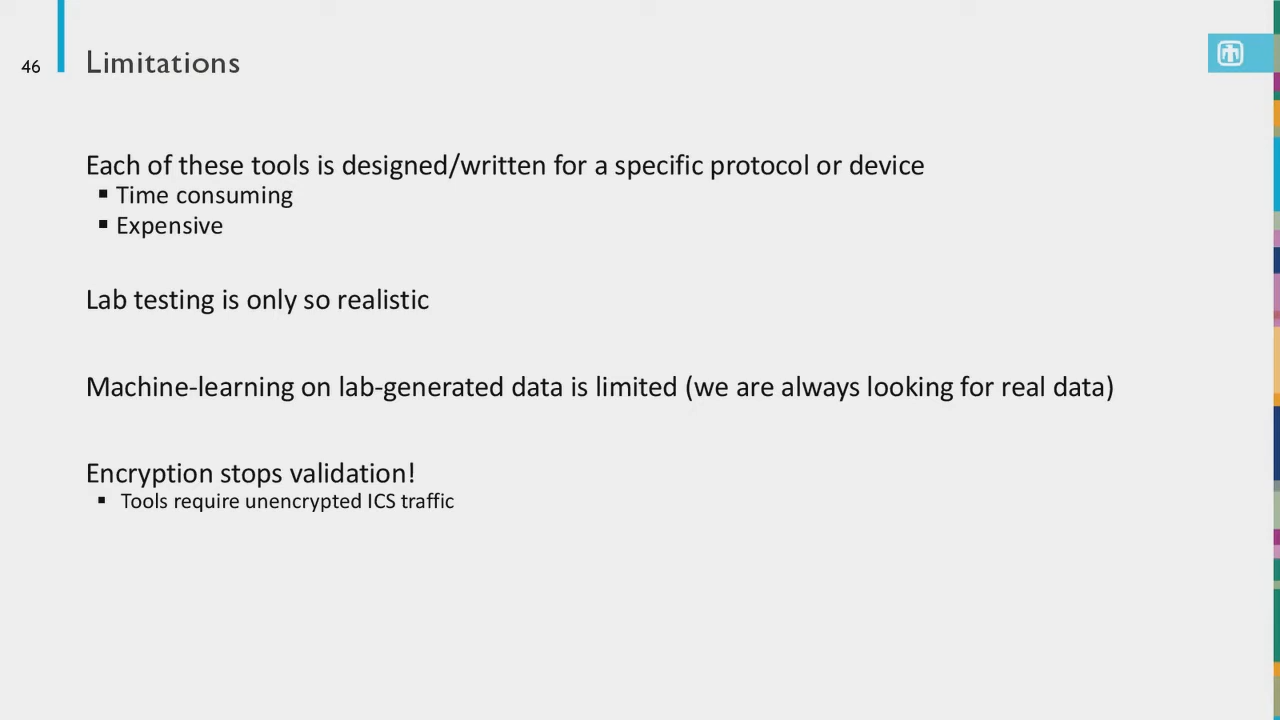 46
Limitations
Each of these tools is designed/written for a specific protocol or device
▪ Time consuming
▪ Expensive
Lab testing is only so realistic
Machine-learning on lab-generated data is limited (we are always looking for real data)
Encryption stops validation!
▪ Tools require unencrypted ICS traffic